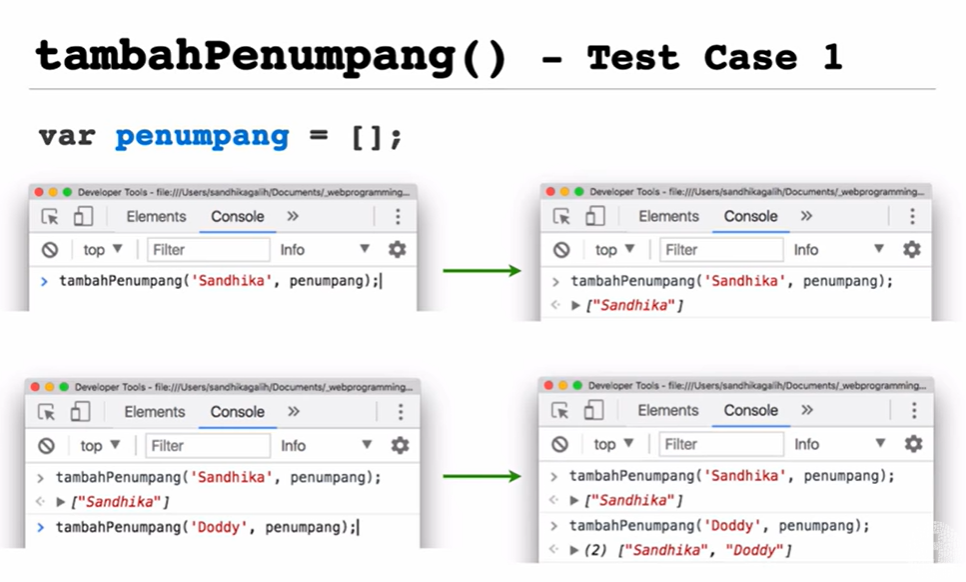 tambahPenumpang() - Test Case 1
var penumpang = [];
Developer Tools - file:///Users/sandhikagalih/Documents/_webprogramming...
Elements Console »
top ▼ Filter Info ▼
> tambahPenumpang('Sandhika', penumpang);
Developer Tools - file:///Users/sandhikagalih/Documents/_webprogramming...
Elements Console »
top ▼ Filter Info ▼
> tambahPenumpang('Sandhika', penumpang);
<· ▶ ["Sandhika"]
Developer Tools - file:///Users/sandhikagalih/Documents/_webprogramming...
Elements Console »
top ▼ Filter Info ▼
> tambahPenumpang('Sandhika', penumpang);
<· ▶ ["Sandhika"]
> tambahPenumpang('Doddy', penumpang);
Developer Tools - file:///Users/sandhikagalih/Documents/_webprogramming...
Elements Console »
top ▼ Filter Info ▼
> tambahPenumpang('Sandhika', penumpang);
<· ▶ ["Sandhika"]
> tambahPenumpang('Doddy', penumpang);
<· ▶ (2) ["Sandhika", "Doddy"]